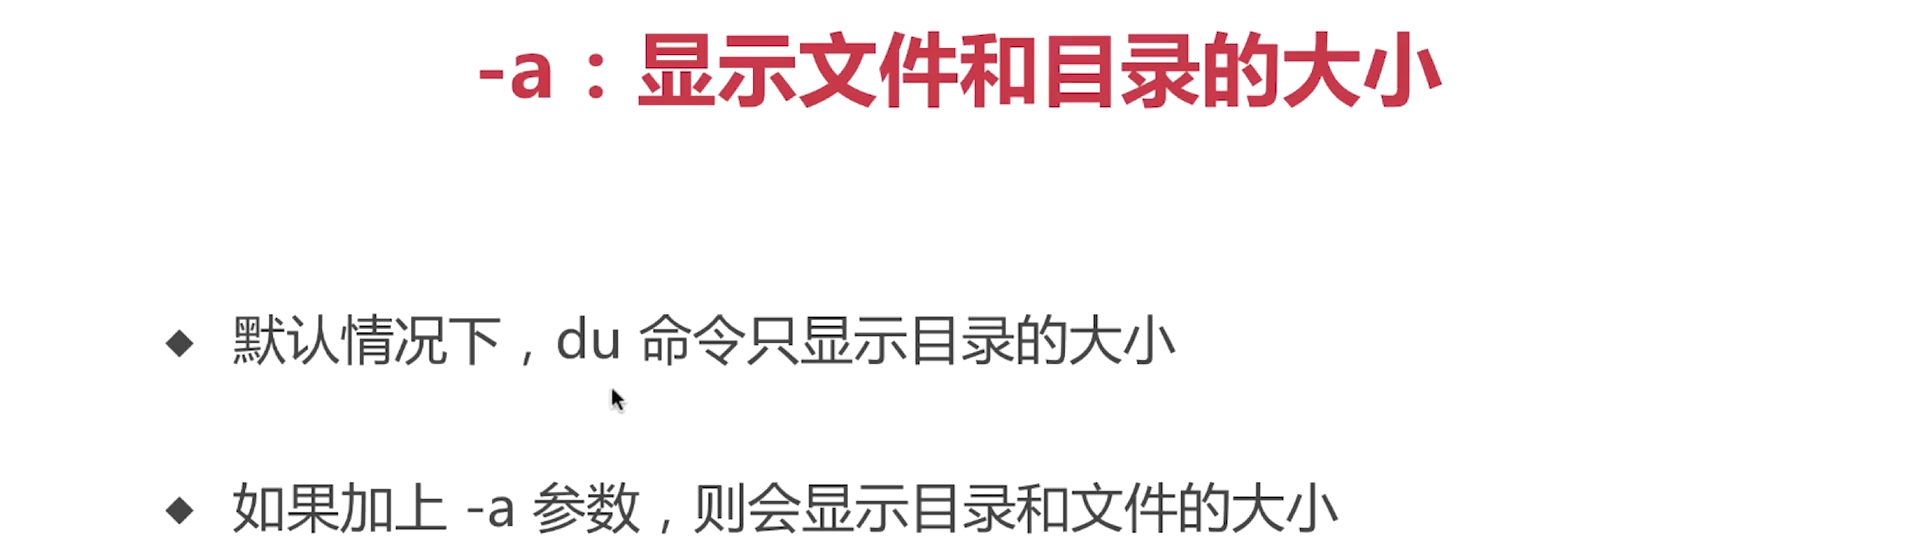 -a：显示文件和目录的大小
◆ 默认情况下，du 命令只显示目录的大小
◆ 如果加上 -a 参数，则会显示目录和文件的大小